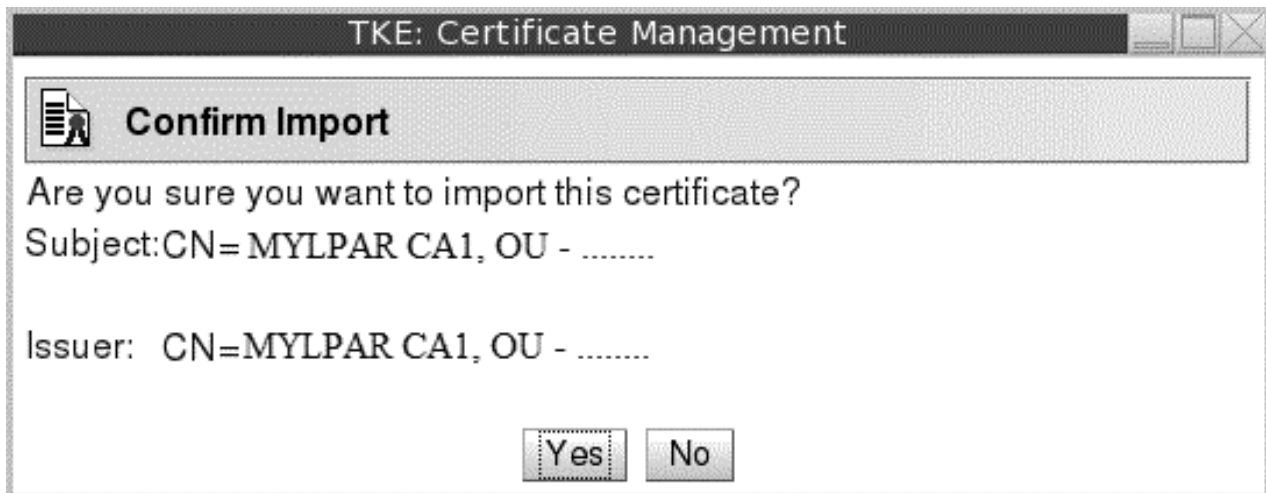 TKE: Certificate Management
Confirm Import
Are you sure you want to import this certificate?
Subject:CN= MYLPAR CA1, OU - ........
Issuer: CN=MYLPAR CA1, OU - ........
Yes No